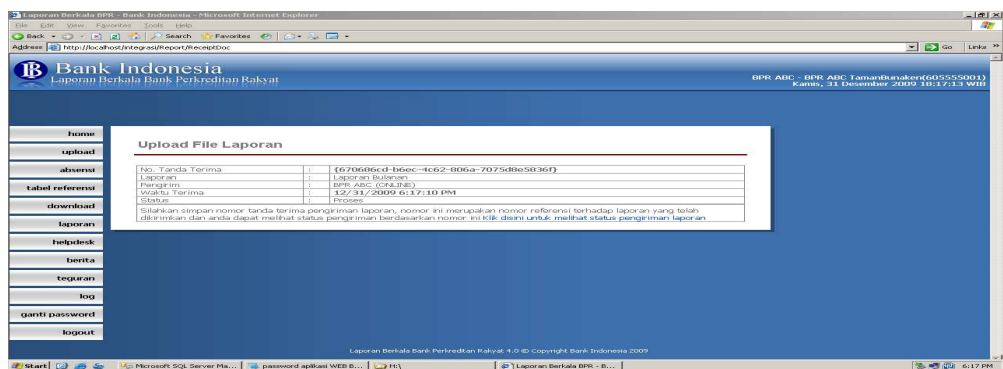 Laporan Berkala BPR - Bank Indonesia - Microsoft Internet Explorer
File Edit View Favorites Tools Help
Back Search Favorites
Address http://localhost/integrasi/Report/ReceiptDoc Go Links »
Bank Indonesia
Laporan Berkala Bank Perkreditan Rakyat
BPR ABC - BPR ABC TamanBunaken(605555001)
Kamis, 31 Desember 2009 18:17:13 WIB
home
upload
absensi
tabel referensi
download
laporan
helpdesk
berita
teguran
log
ganti password
logout
Upload File Laporan
No. Tanda Terima : {670686cd-b6ec-4c62-806a-7075d8e5836f}
Laporan : Laporan Bulanan
Pengirim : BPR ABC (ONLINE)
Waktu Terima : 12/31/2009 6:17:10 PM
Status : Proses
Silahkan simpan nomor tanda terima pengiriman laporan, nomor ini merupakan nomor referensi terhadap laporan yang telah
dikirimkan dan anda dapat melihat status pengiriman berdasarkan nomor ini Klik disini untuk melihat status pengiriman laporan
Laporan Berkala Bank Perkreditan Rakyat 4.0 © Copyright Bank Indonesia 2009
Start Microsoft SQL Server Ma... password aplikasi WEB B... H:\ Laporan Berkala BPR - B... 6:17 PM